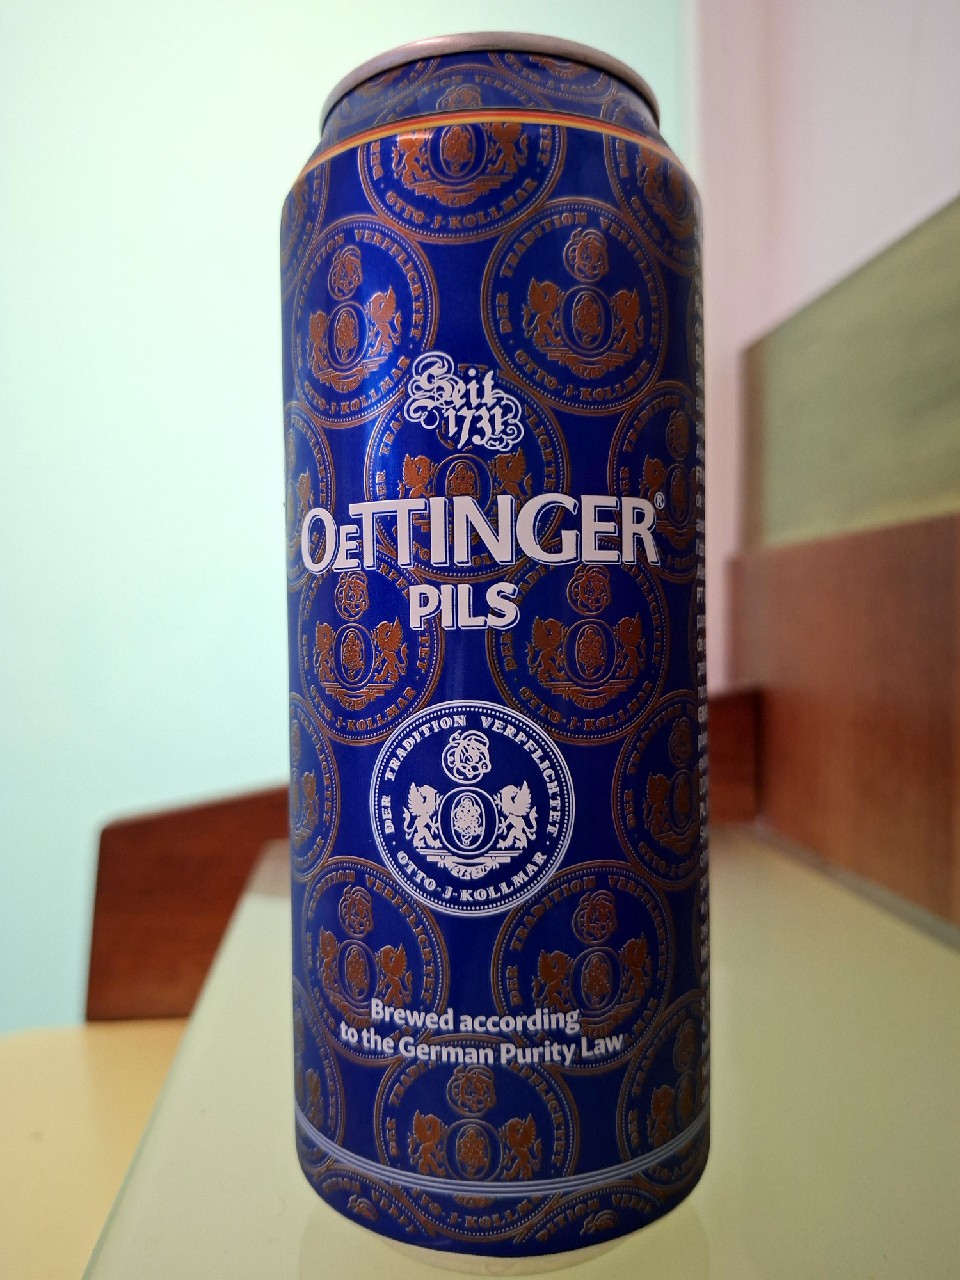 Seit
1731
OeTTINGER®
PILS
DER TRADITION VERPFLICHTET
· OTTO·J·KOLLMAR ·
Brewed according
to the German Purity Law